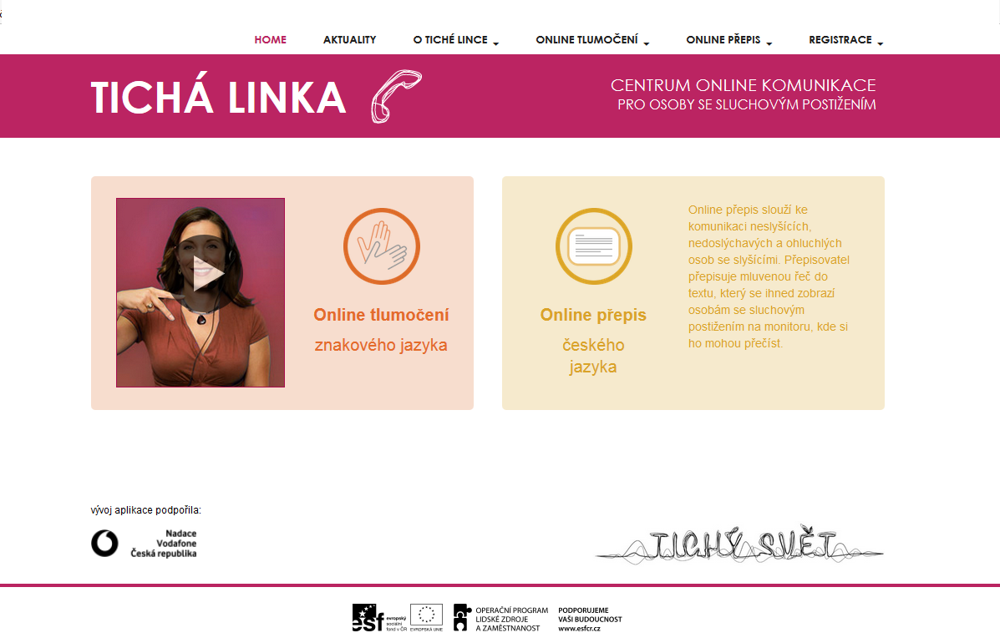 HOME AKTUALITY O TICHÉ LINCE ONLINE TLUMOČENÍ ONLINE PŘEPIS REGISTRACE
TICHÁ LINKA
CENTRUM ONLINE KOMUNIKACE
PRO OSOBY SE SLUCHOVÝM POSTIŽENÍM
Online tlumočení
znakového jazyka
Online přepis
českého
jazyka
Online přepis slouží ke
komunikaci neslyšících,
nedoslýchavých a ohluchlých
osob se slyšícími. Přepisovatel
přepisuje mluvenou řeč do
textu, který se ihned zobrazí
osobám se sluchovým
postižením na monitoru, kde si
ho mohou přečíst.
vývoj aplikace podpořila:
Nadace
Vodafone
Česká republika
TICHÝ SVĚT
esf evropský
sociální
fond v ČR
EVROPSKÁ UNIE
OPERAČNÍ PROGRAM
LIDSKÉ ZDROJE
A ZAMĚSTNANOST
PODPORUJEME
VAŠI BUDOUCNOST
www.esfcr.cz